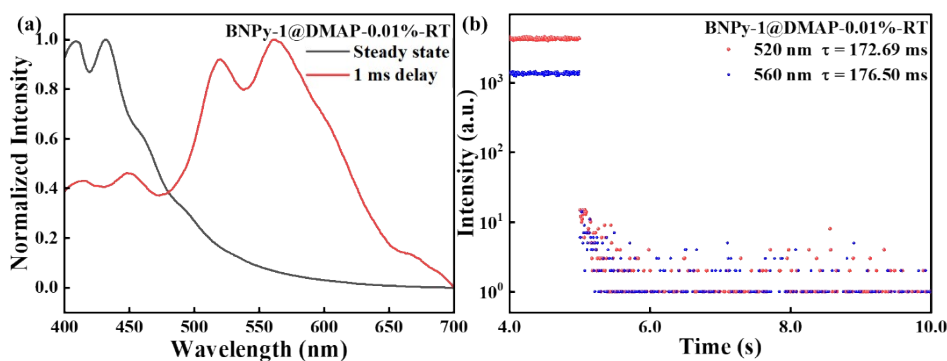 (a)
BNPy-1@DMAP-0.01%-RT
Steady state
1 ms delay
Normalized Intensity
1.0
0.8
0.6
0.4
0.2
0.0
400 450 500 550 600 650 700
Wavelength (nm)
(b)
BNPy-1@DMAP-0.01%-RT
520 nm τ = 172.69 ms
560 nm τ = 176.50 ms
Intensity (a.u.)
10³
10²
10¹
10⁰
4.0 6.0 8.0 10.0
Time (s)